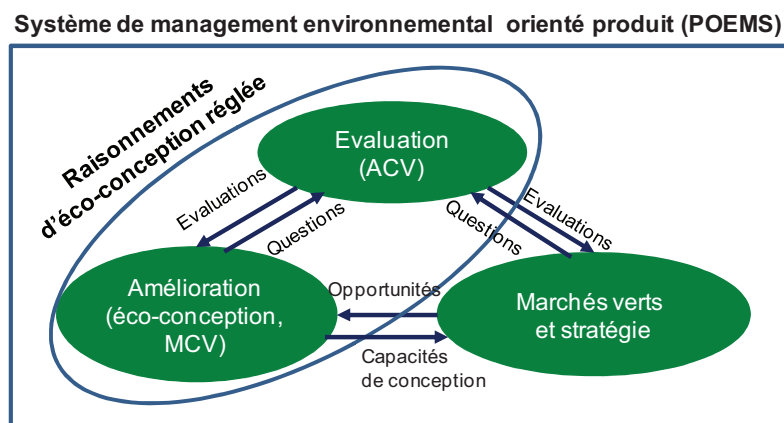 Système de management environnemental orienté produit (POEMS)
Raisonnements
d'éco-conception réglée
Evaluation
(ACV)
Evaluations
Questions
Evaluations
Questions
Amélioration
(éco-conception,
MCV)
Opportunités
Capacités
de conception
Marchés verts
et stratégie